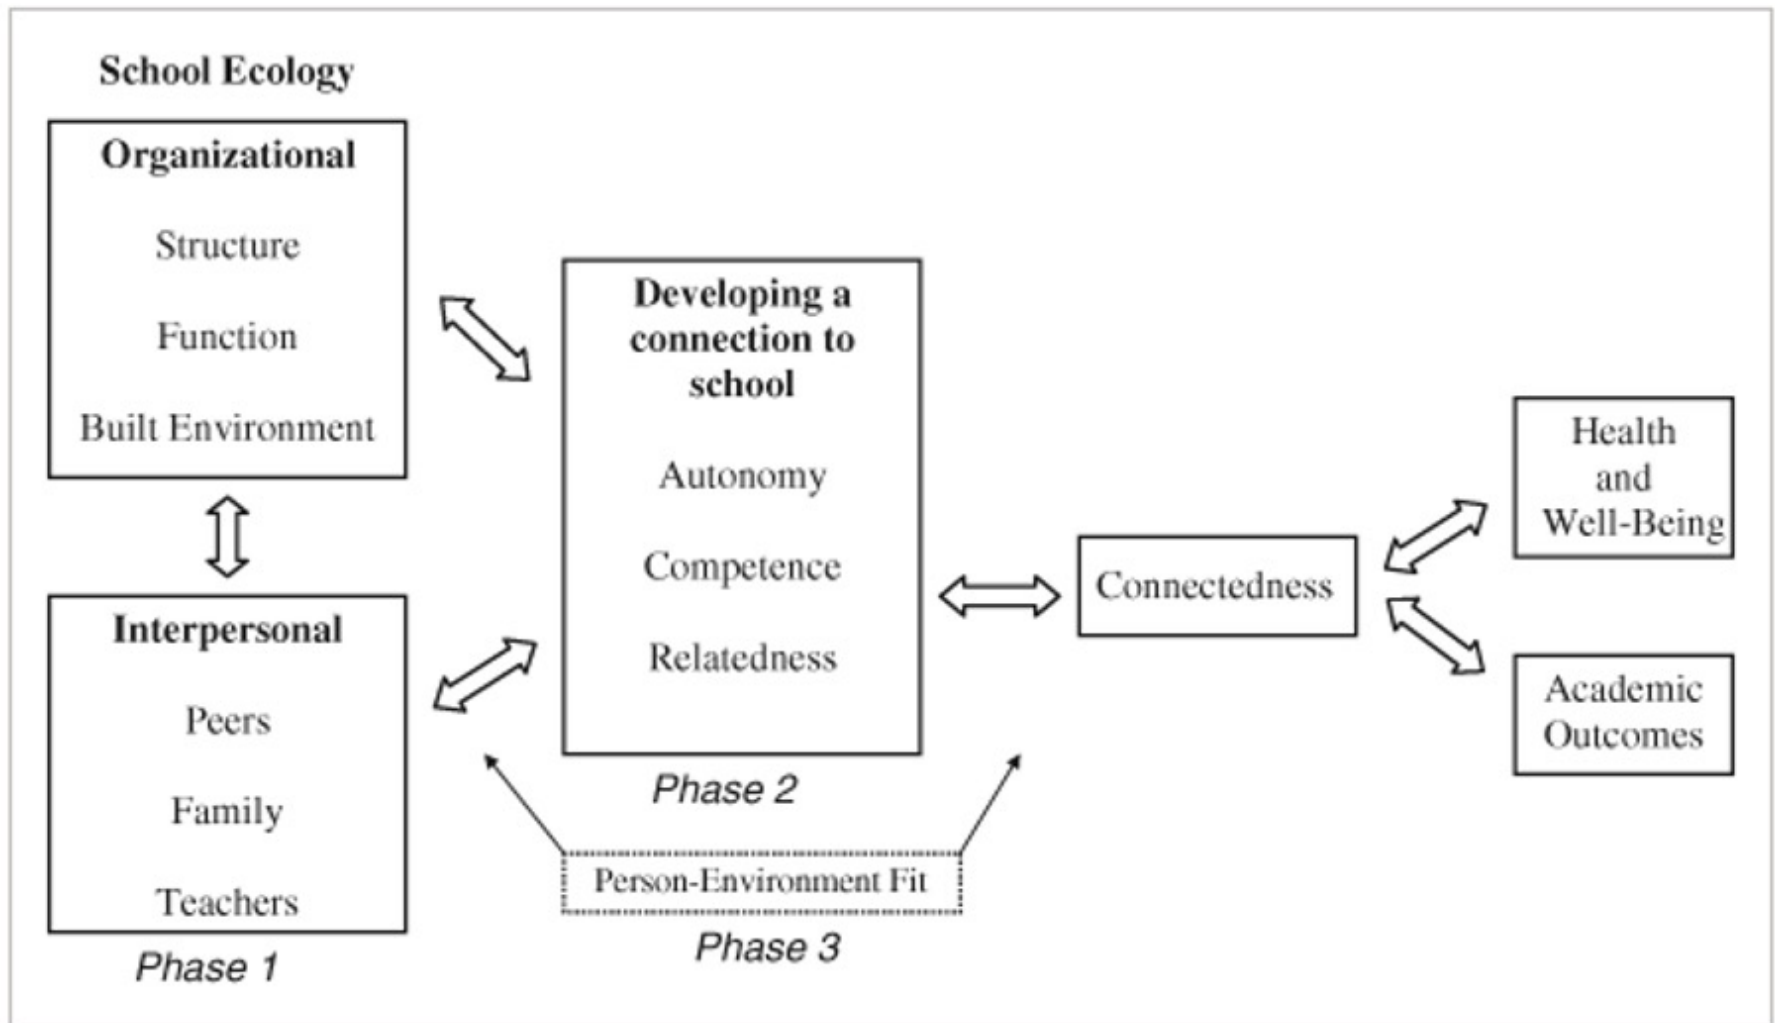 School Ecology
Organizational
Structure
Function
Built Environment
Interpersonal
Peers
Family
Teachers
Phase 1
Developing a
connection to
school
Autonomy
Competence
Relatedness
Phase 2
Person-Environment Fit
Phase 3
Connectedness
Health
and
Well-Being
Academic
Outcomes